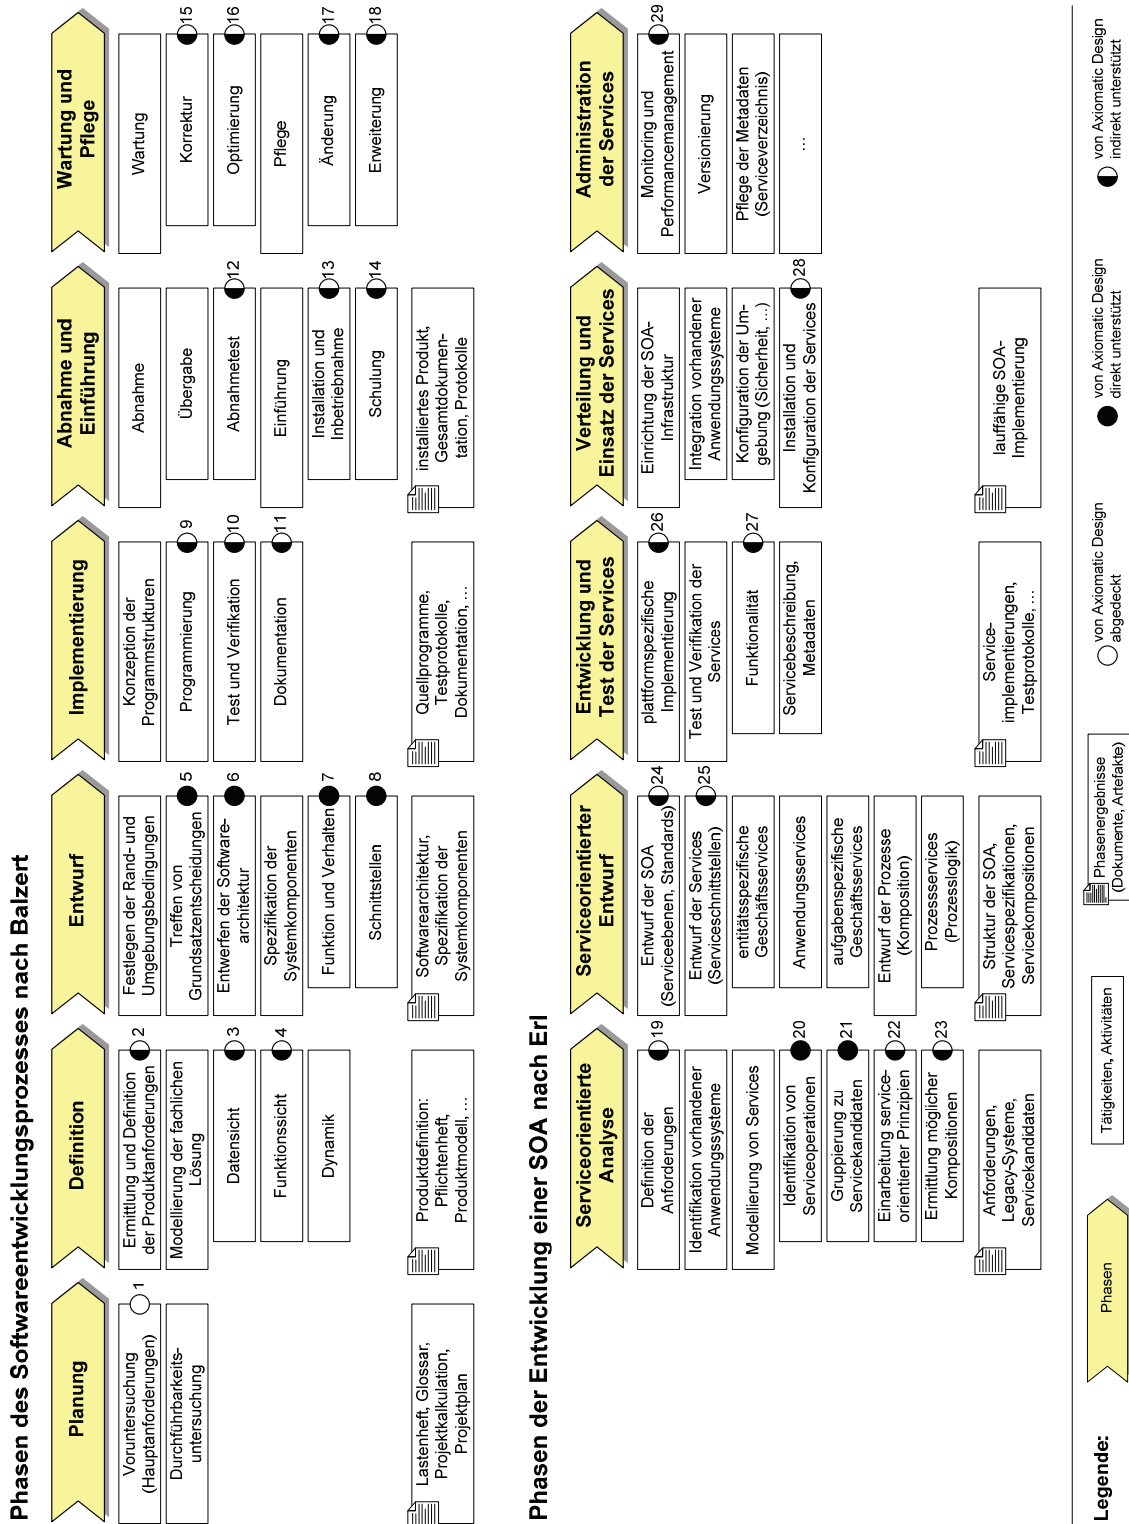 Phasen des Softwareentwicklungsprozesses nach Balzert
Planung
Voruntersuchung
(Hauptanforderungen)
1
Durchführbarkeits-
untersuchung
Lastenheft, Glossar,
Projektkalkulation,
Projektplan
Definition
Ermittlung und Definition
der Produktanforderungen
2
Modellierung der fachlichen
Lösung
Datensicht
3
Funktionssicht
4
Dynamik
Produktdefinition:
Pflichtenheft,
Produktmodell, ...
Entwurf
Festlegen der Rand- und
Umgebungsbedingungen
Treffen von
Grundsatzentscheidungen
5
Entwerfen der Software-
architektur
6
Spezifikation der
Systemkomponenten
Funktion und Verhalten
7
Schnittstellen
8
Softwarearchitektur,
Spezifikation der
Systemkomponenten
Implementierung
Konzeption der
Programmstrukturen
Programmierung
9
Test und Verifikation
10
Dokumentation
11
Quellprogramme,
Testprotokolle,
Dokumentation, ...
Abnahme und
Einführung
Abnahme
Übergabe
Abnahmetest
12
Einführung
Installation und
Inbetriebnahme
13
Schulung
14
installiertes Produkt,
Gesamtdokumen-
tation, Protokolle
Wartung und
Pflege
Wartung
Korrektur
15
Optimierung
16
Pflege
Änderung
17
Erweiterung
18
Phasen der Entwicklung einer SOA nach Erl
Serviceorientierte
Analyse
Definition der
Anforderungen
19
Identifikation vorhandener
Anwendungssysteme
Modellierung von Services
Identifikation von
Serviceoperationen
20
Gruppierung zu
Servicekandidaten
21
Einarbeitung service-
orientierter Prinzipien
22
Ermittlung möglicher
Kompositionen
23
Anforderungen,
Legacy-Systeme,
Servicekandidaten
Serviceorientierter
Entwurf
Entwurf der SOA
(Serviceebenen, Standards)
24
Entwurf der Services
(Serviceschnittstellen)
25
entitätsspezifische
Geschäftsservices
Anwendungsservices
aufgabenspezifische
Geschäftsservices
Entwurf der Prozesse
(Komposition)
Prozessservices
(Prozesslogik)
Struktur der SOA,
Servicespezifikationen,
Servicekompositionen
Entwicklung und
Test der Services
plattformspezifische
Implementierung
26
Test und Verifikation der
Services
Funktionalität
27
Servicebeschreibung,
Metadaten
Service-
implementierungen,
Testprotokolle, ...
Verteilung und
Einsatz der Services
Einrichtung der SOA-
Infrastruktur
Integration vorhandener
Anwendungssysteme
Konfiguration der Um-
gebung (Sicherheit, ...)
Installation und
Konfiguration der Services
28
lauffähige SOA-
Implementierung
Administration
der Services
Monitoring und
Performancemanagement
29
Versionierung
Pflege der Metadaten
(Serviceverzeichnis)
...
Legende:
Phasen
Tätigkeiten, Aktivitäten
Phasenergebnisse
(Dokumente, Artefakte)
von Axiomatic Design
abgedeckt
von Axiomatic Design
direkt unterstützt
von Axiomatic Design
indirekt unterstützt